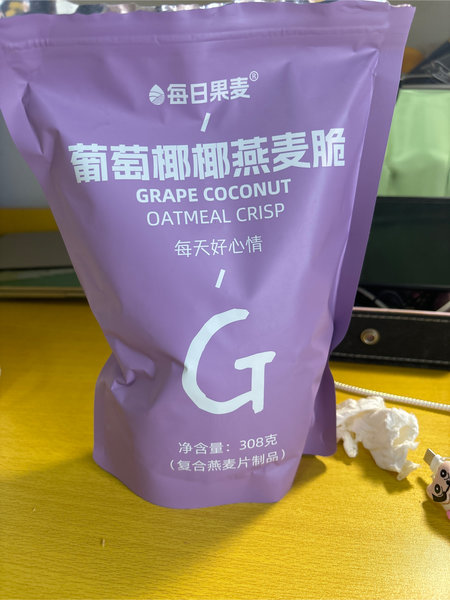 每日果麦®
葡萄椰椰燕麦脆
GRAPE COCONUT
OATMEAL CRISP
每天好心情
G
净含量：308克
（复合燕麦片制品）